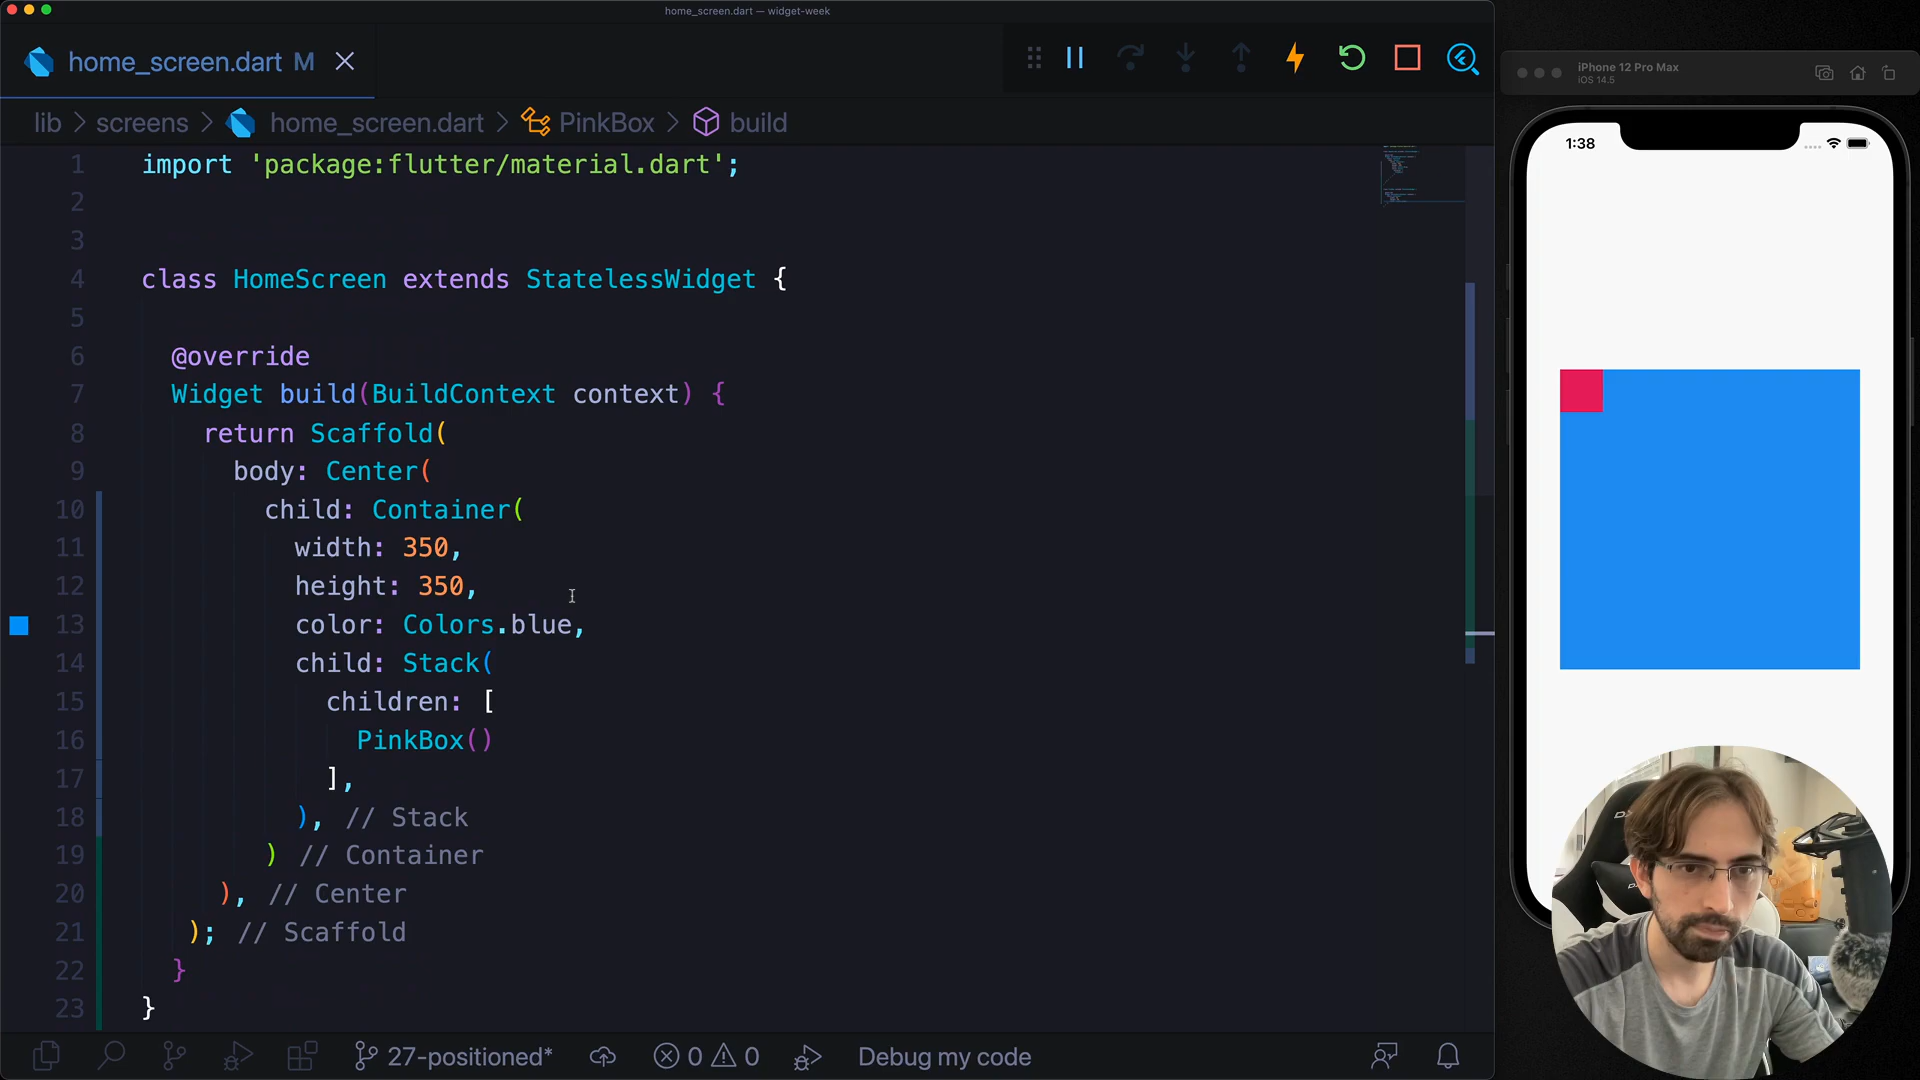 home_screen.dart — widget-week
home_screen.dart M
lib > screens > home_screen.dart > PinkBox > build
1 import 'package:flutter/material.dart';
2
3
4 class HomeScreen extends StatelessWidget {
5
6 @override
7 Widget build(BuildContext context) {
8 return Scaffold(
9 body: Center(
10 child: Container(
11 width: 350,
12 height: 350,
13 color: Colors.blue,
14 child: Stack(
15 children: [
16 PinkBox()
17 ],
18 ), // Stack
19 ) // Container
20 ), // Center
21 ); // Scaffold
22 }
23 }
27-positioned* 0 0 Debug my code
iPhone 12 Pro Max
iOS 14.5
1:38